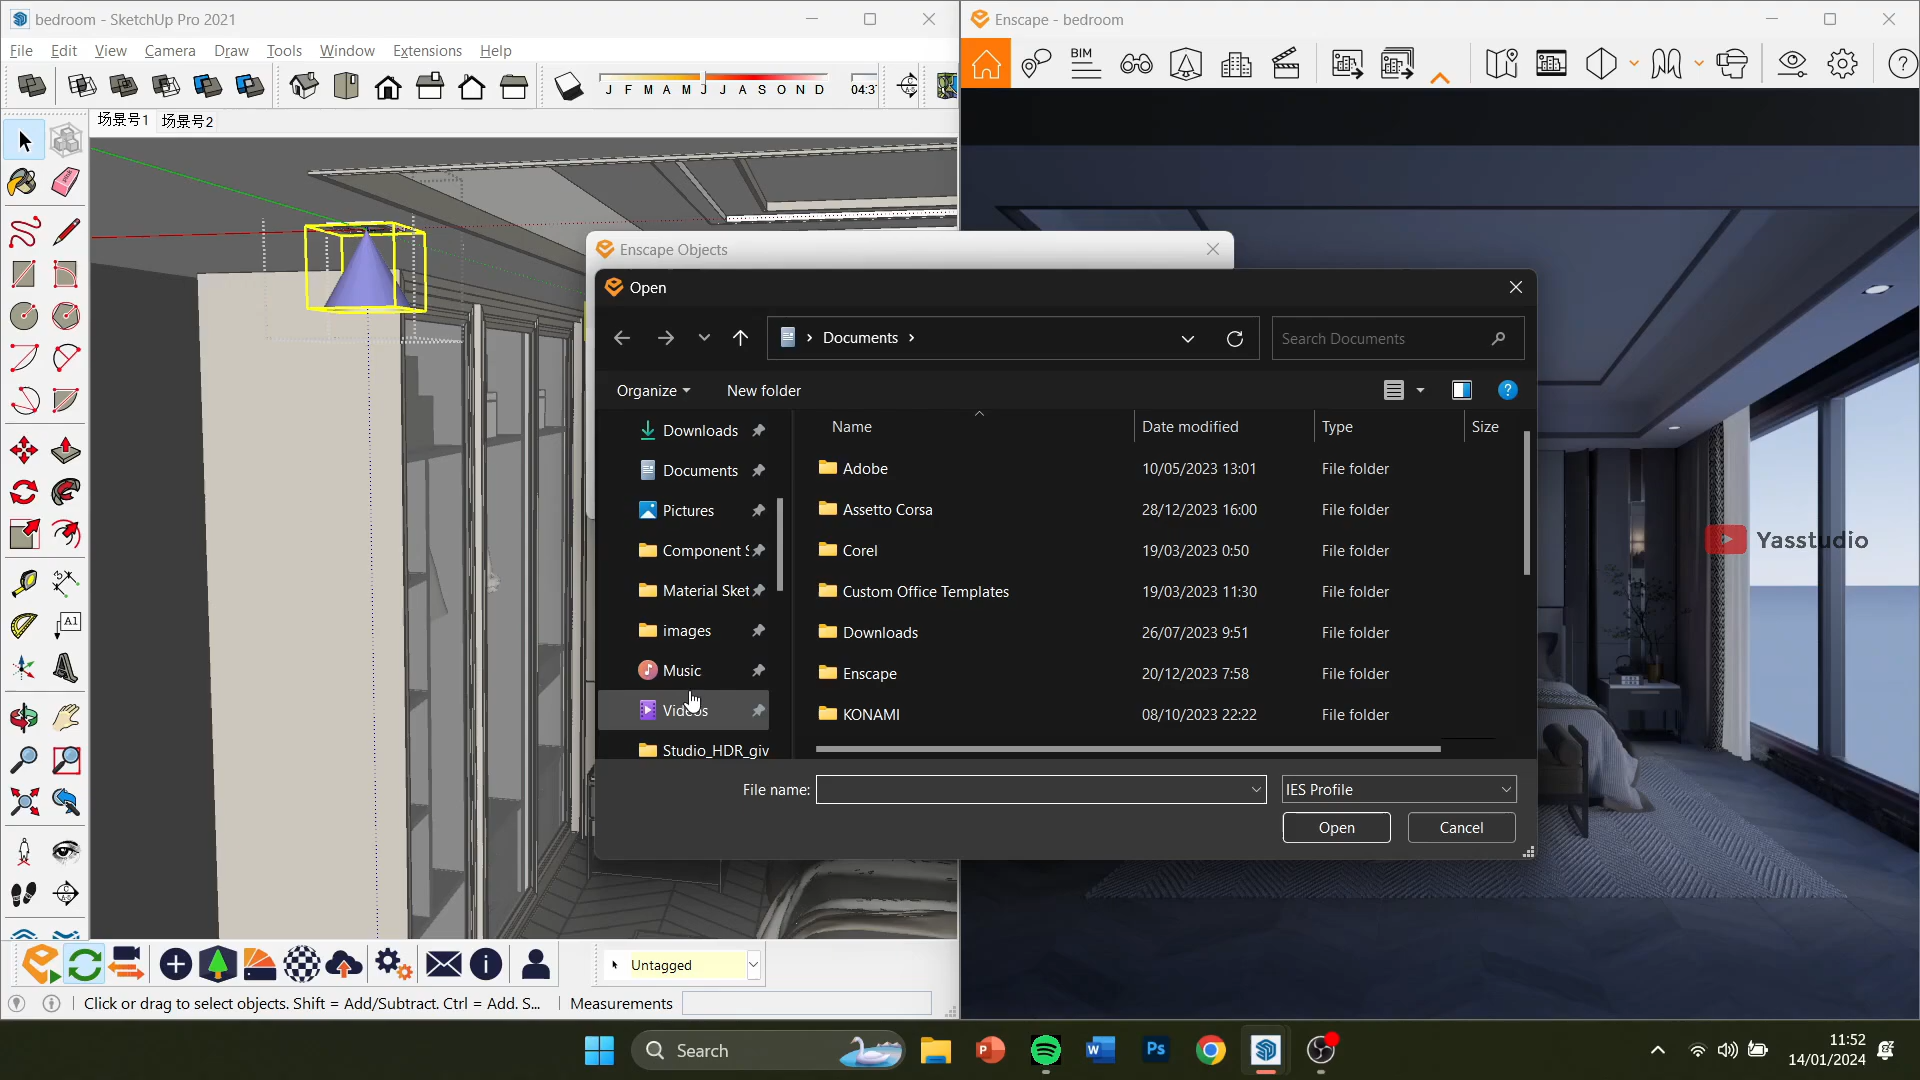 bedroom - SketchUp Pro 2021
File Edit View Camera Draw Tools Window Extensions Help
J F M A M J J A S O N D 04:3
场景号1 场景号2
A1
Enscape - bedroom
BIM
Enscape Objects
Open
Documents
Search Documents
Organize New folder
Downloads
Documents
Pictures
Component S
Material Sket
images
Music
Videos
Studio_HDR_giv
Name Date modified Type Size
Adobe 10/05/2023 13:01 File folder
Assetto Corsa 28/12/2023 16:00 File folder
Corel 19/03/2023 0:50 File folder
Custom Office Templates 19/03/2023 11:30 File folder
Downloads 26/07/2023 9:51 File folder
Enscape 20/12/2023 7:58 File folder
KONAMI 08/10/2023 22:22 File folder
File name: IES Profile
Open Cancel
Yasstudio
Untagged
Click or drag to select objects. Shift = Add/Subtract. Ctrl = Add. S... Measurements
Search
Ps
11:52
14/01/2024